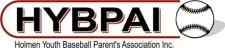 HYBPAI
Holmen Youth Baseball Parent's Association Inc.